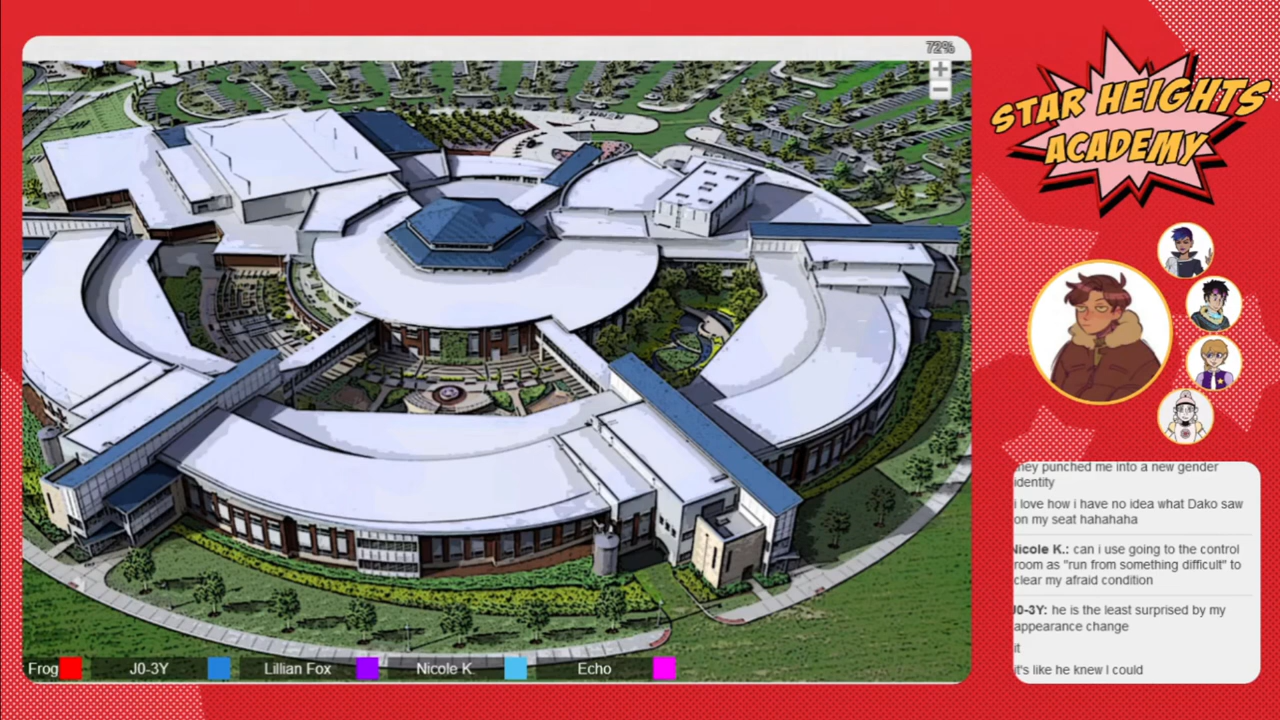 72%
+
-
STAR HEIGHTS
ACADEMY
hey punched me into a new gender
identity
i love how i have no idea what Dako saw
on my seat hahahaha
Nicole K.: can i use going to the control
room as "run from something difficult" to
clear my afraid condition
J0-3Y: he is the least surprised by my
appearance change
it
it's like he knew I could
Frog
J0-3Y
Lillian Fox
Nicole K.
Echo